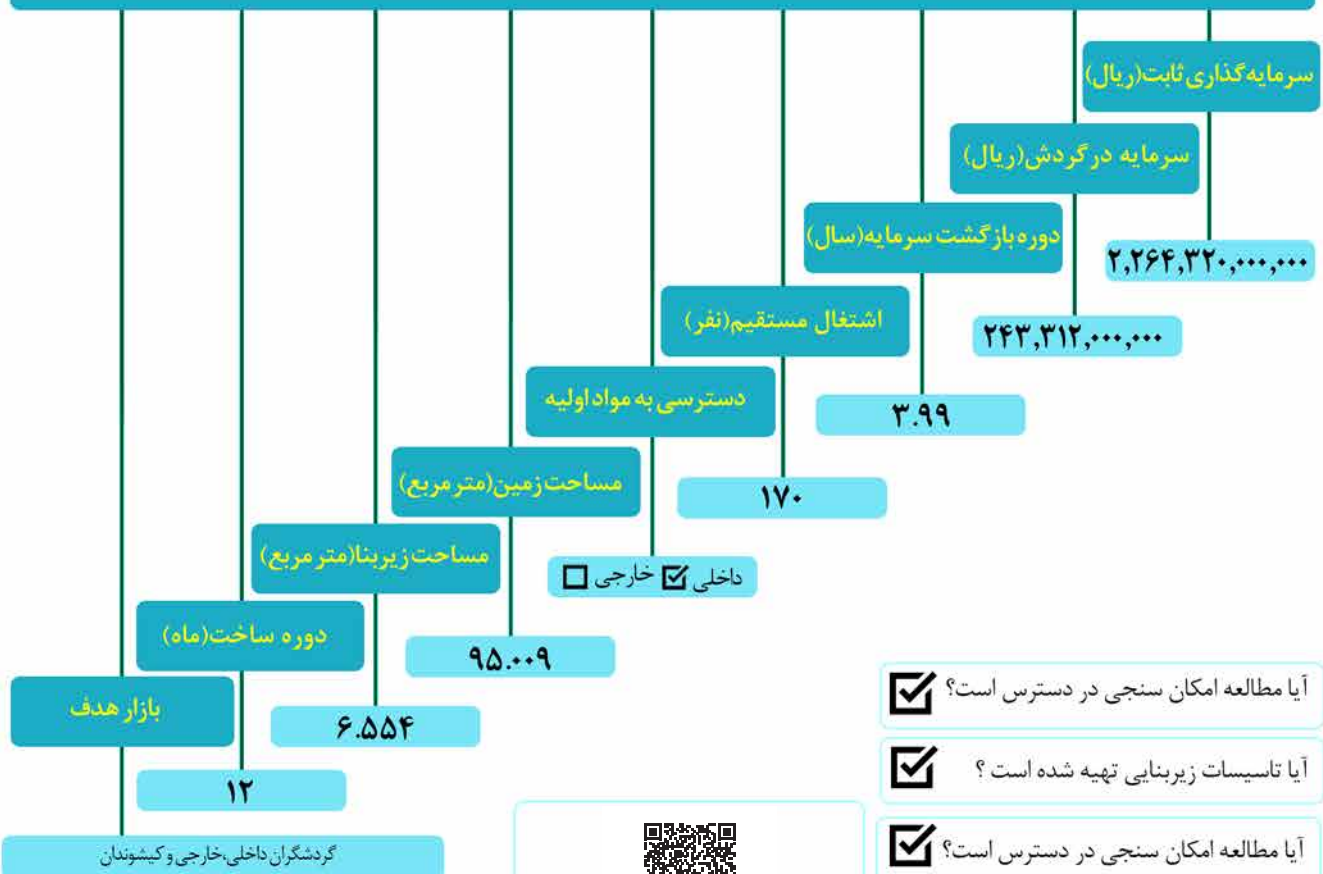 سرمایه‌گذاری ثابت(ریال)
۲,۲۶۴,۳۲۰,۰۰۰,۰۰۰
سرمایه در گردش(ریال)
۲۴۳,۳۱۲,۰۰۰,۰۰۰
دوره بازگشت سرمایه(سال)
۳.۹۹
اشتغال مستقیم(نفر)
۱۷۰
دسترسی به مواد اولیه
داخلی ☑ خارجی ☐
مساحت زمین(متر مربع)
۹۵.۰۰۹
مساحت زیربنا(متر مربع)
۶.۵۵۴
دوره ساخت(ماه)
۱۲
بازار هدف
گردشگران داخلی،خارجی و کیشوندان
آیا مطالعه امکان سنجی در دسترس است؟ ☑
آیا تاسیسات زیربنایی تهیه شده است ؟ ☑
آیا مطالعه امکان سنجی در دسترس است؟ ☑